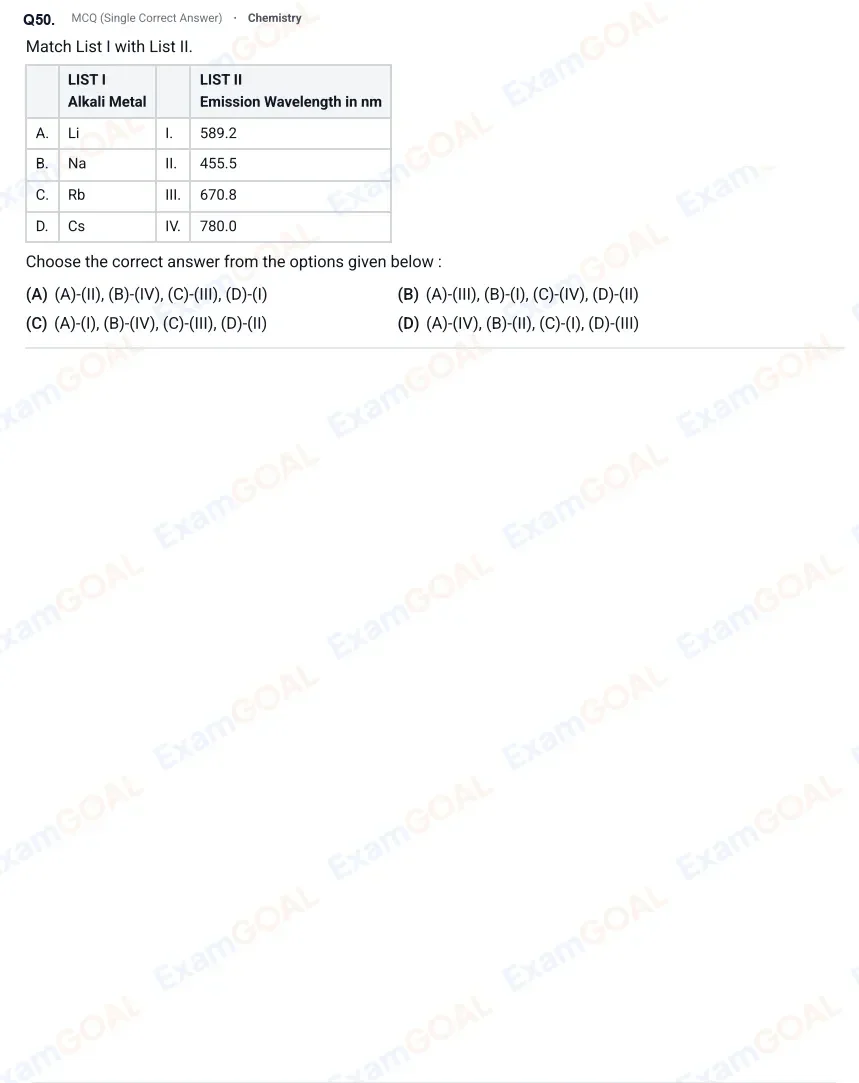 Q50. MCQ (Single Correct Answer) · Chemistry
Match List I with List II.
LIST I
Alkali Metal
LIST II
Emission Wavelength in nm
A. Li I. 589.2
B. Na II. 455.5
C. Rb III. 670.8
D. Cs IV. 780.0
Choose the correct answer from the options given below :
(A) (A)-(II), (B)-(IV), (C)-(III), (D)-(I) (B) (A)-(III), (B)-(I), (C)-(IV), (D)-(II)
(C) (A)-(I), (B)-(IV), (C)-(III), (D)-(II) (D) (A)-(IV), (B)-(II), (C)-(I), (D)-(III)
ExamGOAL